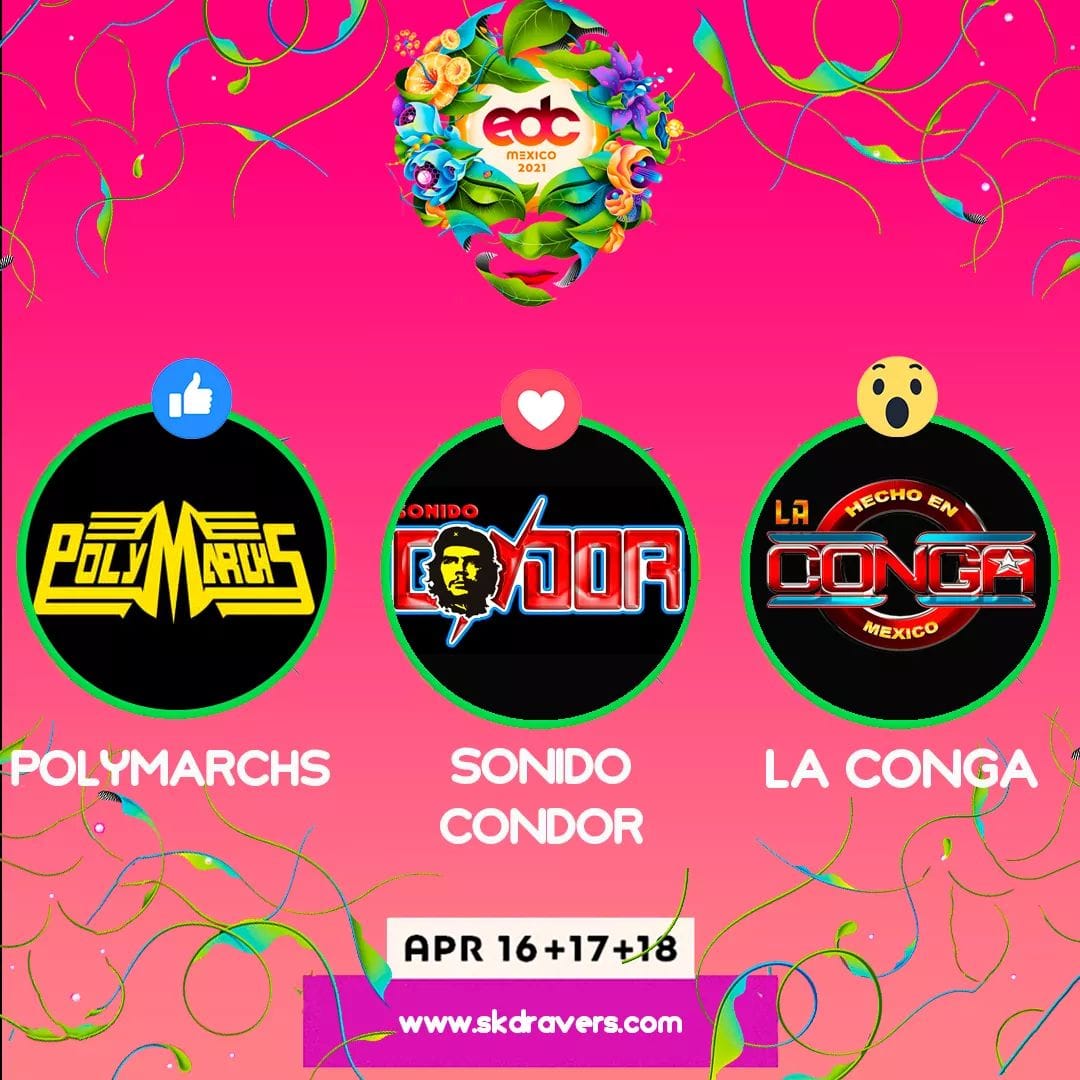 edc
MEXICO
2021
POLYMARCHS
SONIDO
CONDOR
LA
HECHO EN
CONGA
MEXICO
POLYMARCHS
SONIDO
CONDOR
LA CONGA
APR 16+17+18
www.skdravers.com